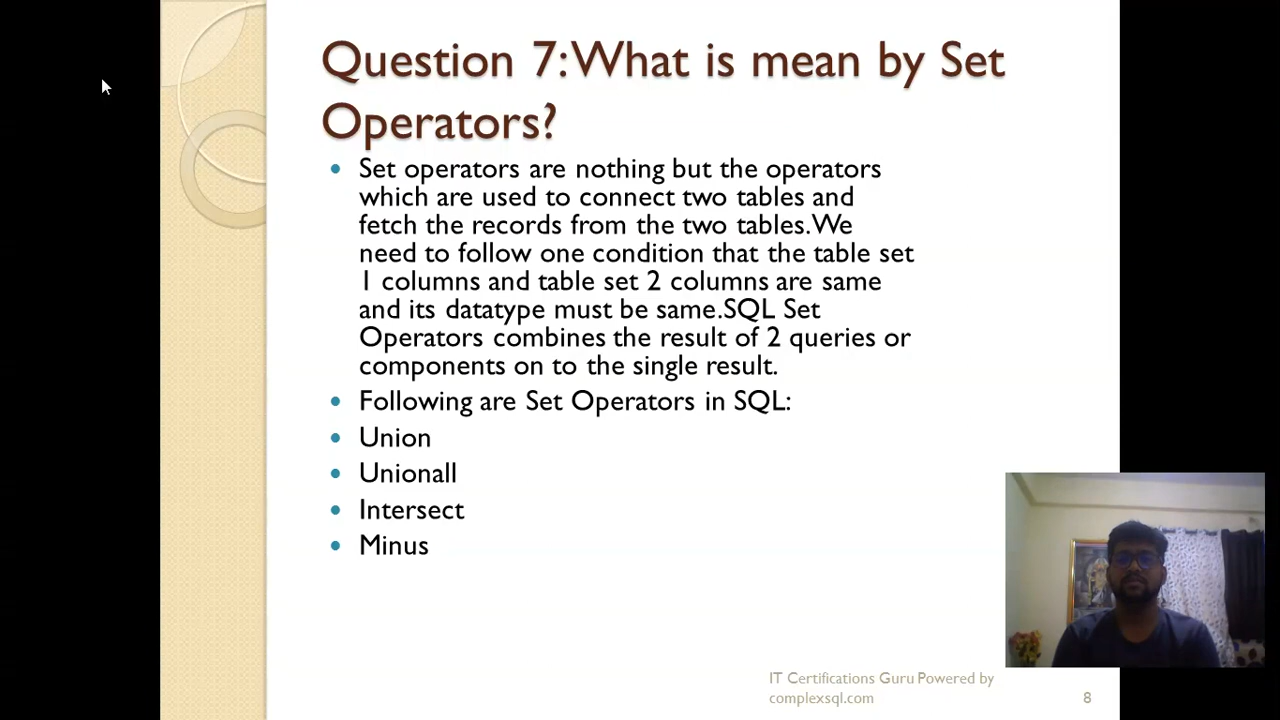 Question 7:What is mean by Set
Operators?
Set operators are nothing but the operators
which are used to connect two tables and
fetch the records from the two tables.We
need to follow one condition that the table set
1 columns and table set 2 columns are same
and its datatype must be same.SQL Set
Operators combines the result of 2 queries or
components on to the single result.
Following are Set Operators in SQL:
Union
Unionall
Intersect
Minus
IT Certifications Guru Powered by
complexsql.com
8